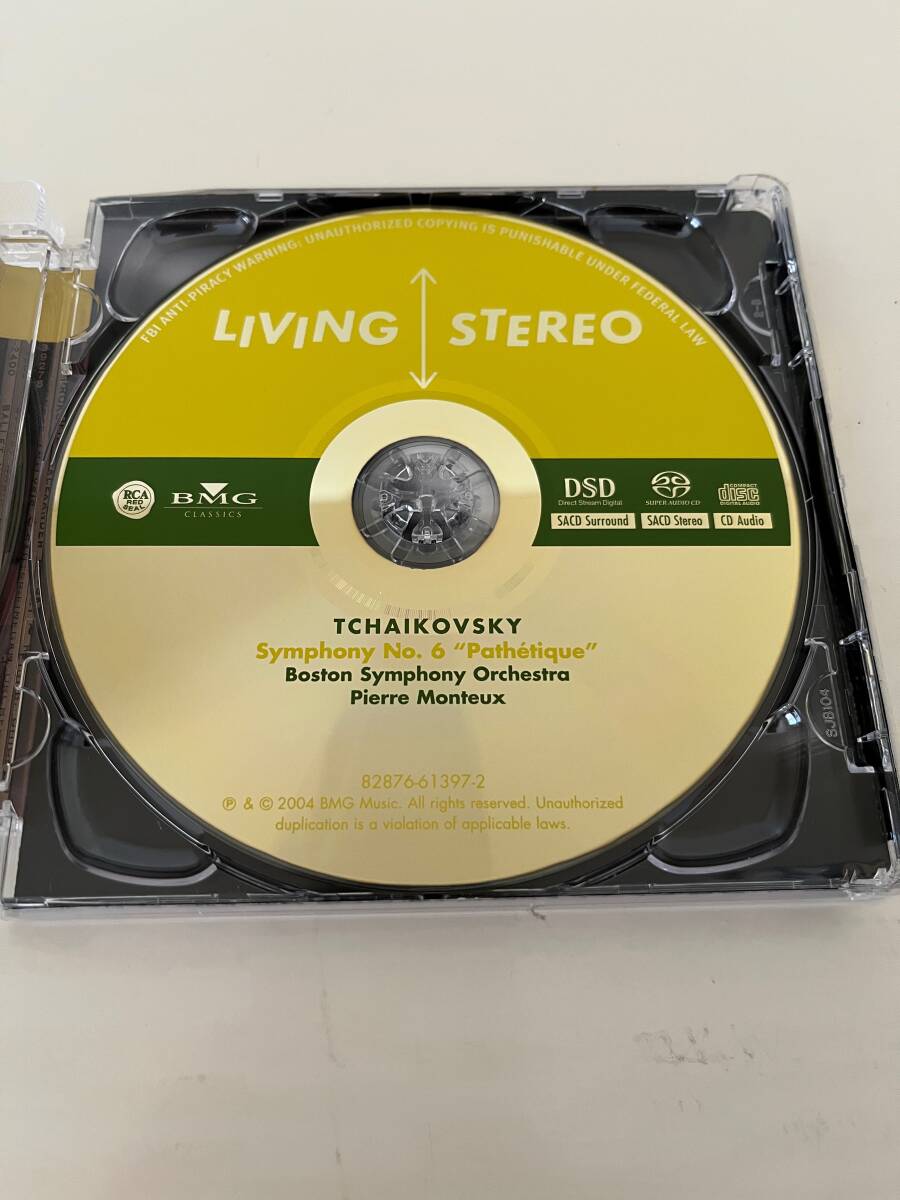 FBI ANTI-PIRACY WARNING: UNAUTHORIZED COPYING IS PUNISHABLE UNDER FEDERAL LAW
LIVING STEREO
RCA
RED
SEAL
BMG
CLASSICS
DSD
Direct Stream Digital
SUPER AUDIO CD
COMPACT
disc
DIGITAL AUDIO
SACD Surround
SACD Stereo
CD Audio
TCHAIKOVSKY
Symphony No. 6 “Pathétique”
Boston Symphony Orchestra
Pierre Monteux
82876-61397-2
℗ & © 2004 BMG Music. All rights reserved. Unauthorized
duplication is a violation of applicable laws.
SJB104